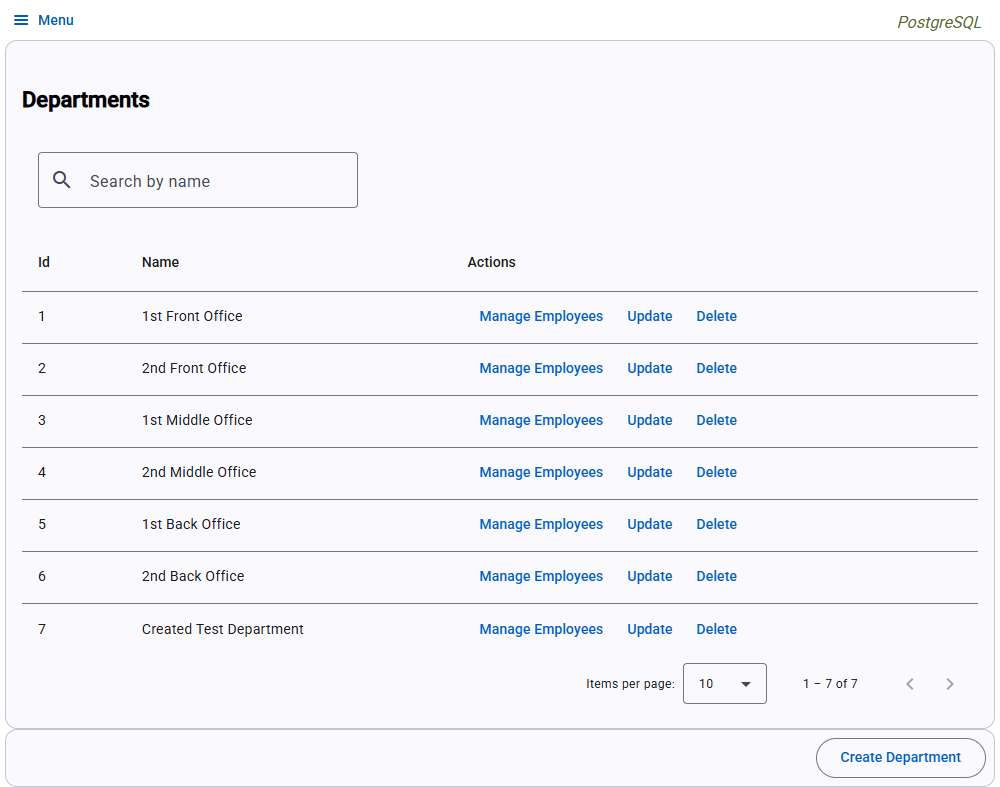 Menu
PostgreSQL
Departments
Search by name
Id Name Actions
1 1st Front Office Manage Employees Update Delete
2 2nd Front Office Manage Employees Update Delete
3 1st Middle Office Manage Employees Update Delete
4 2nd Middle Office Manage Employees Update Delete
5 1st Back Office Manage Employees Update Delete
6 2nd Back Office Manage Employees Update Delete
7 Created Test Department Manage Employees Update Delete
Items per page: 10 1 – 7 of 7
Create Department